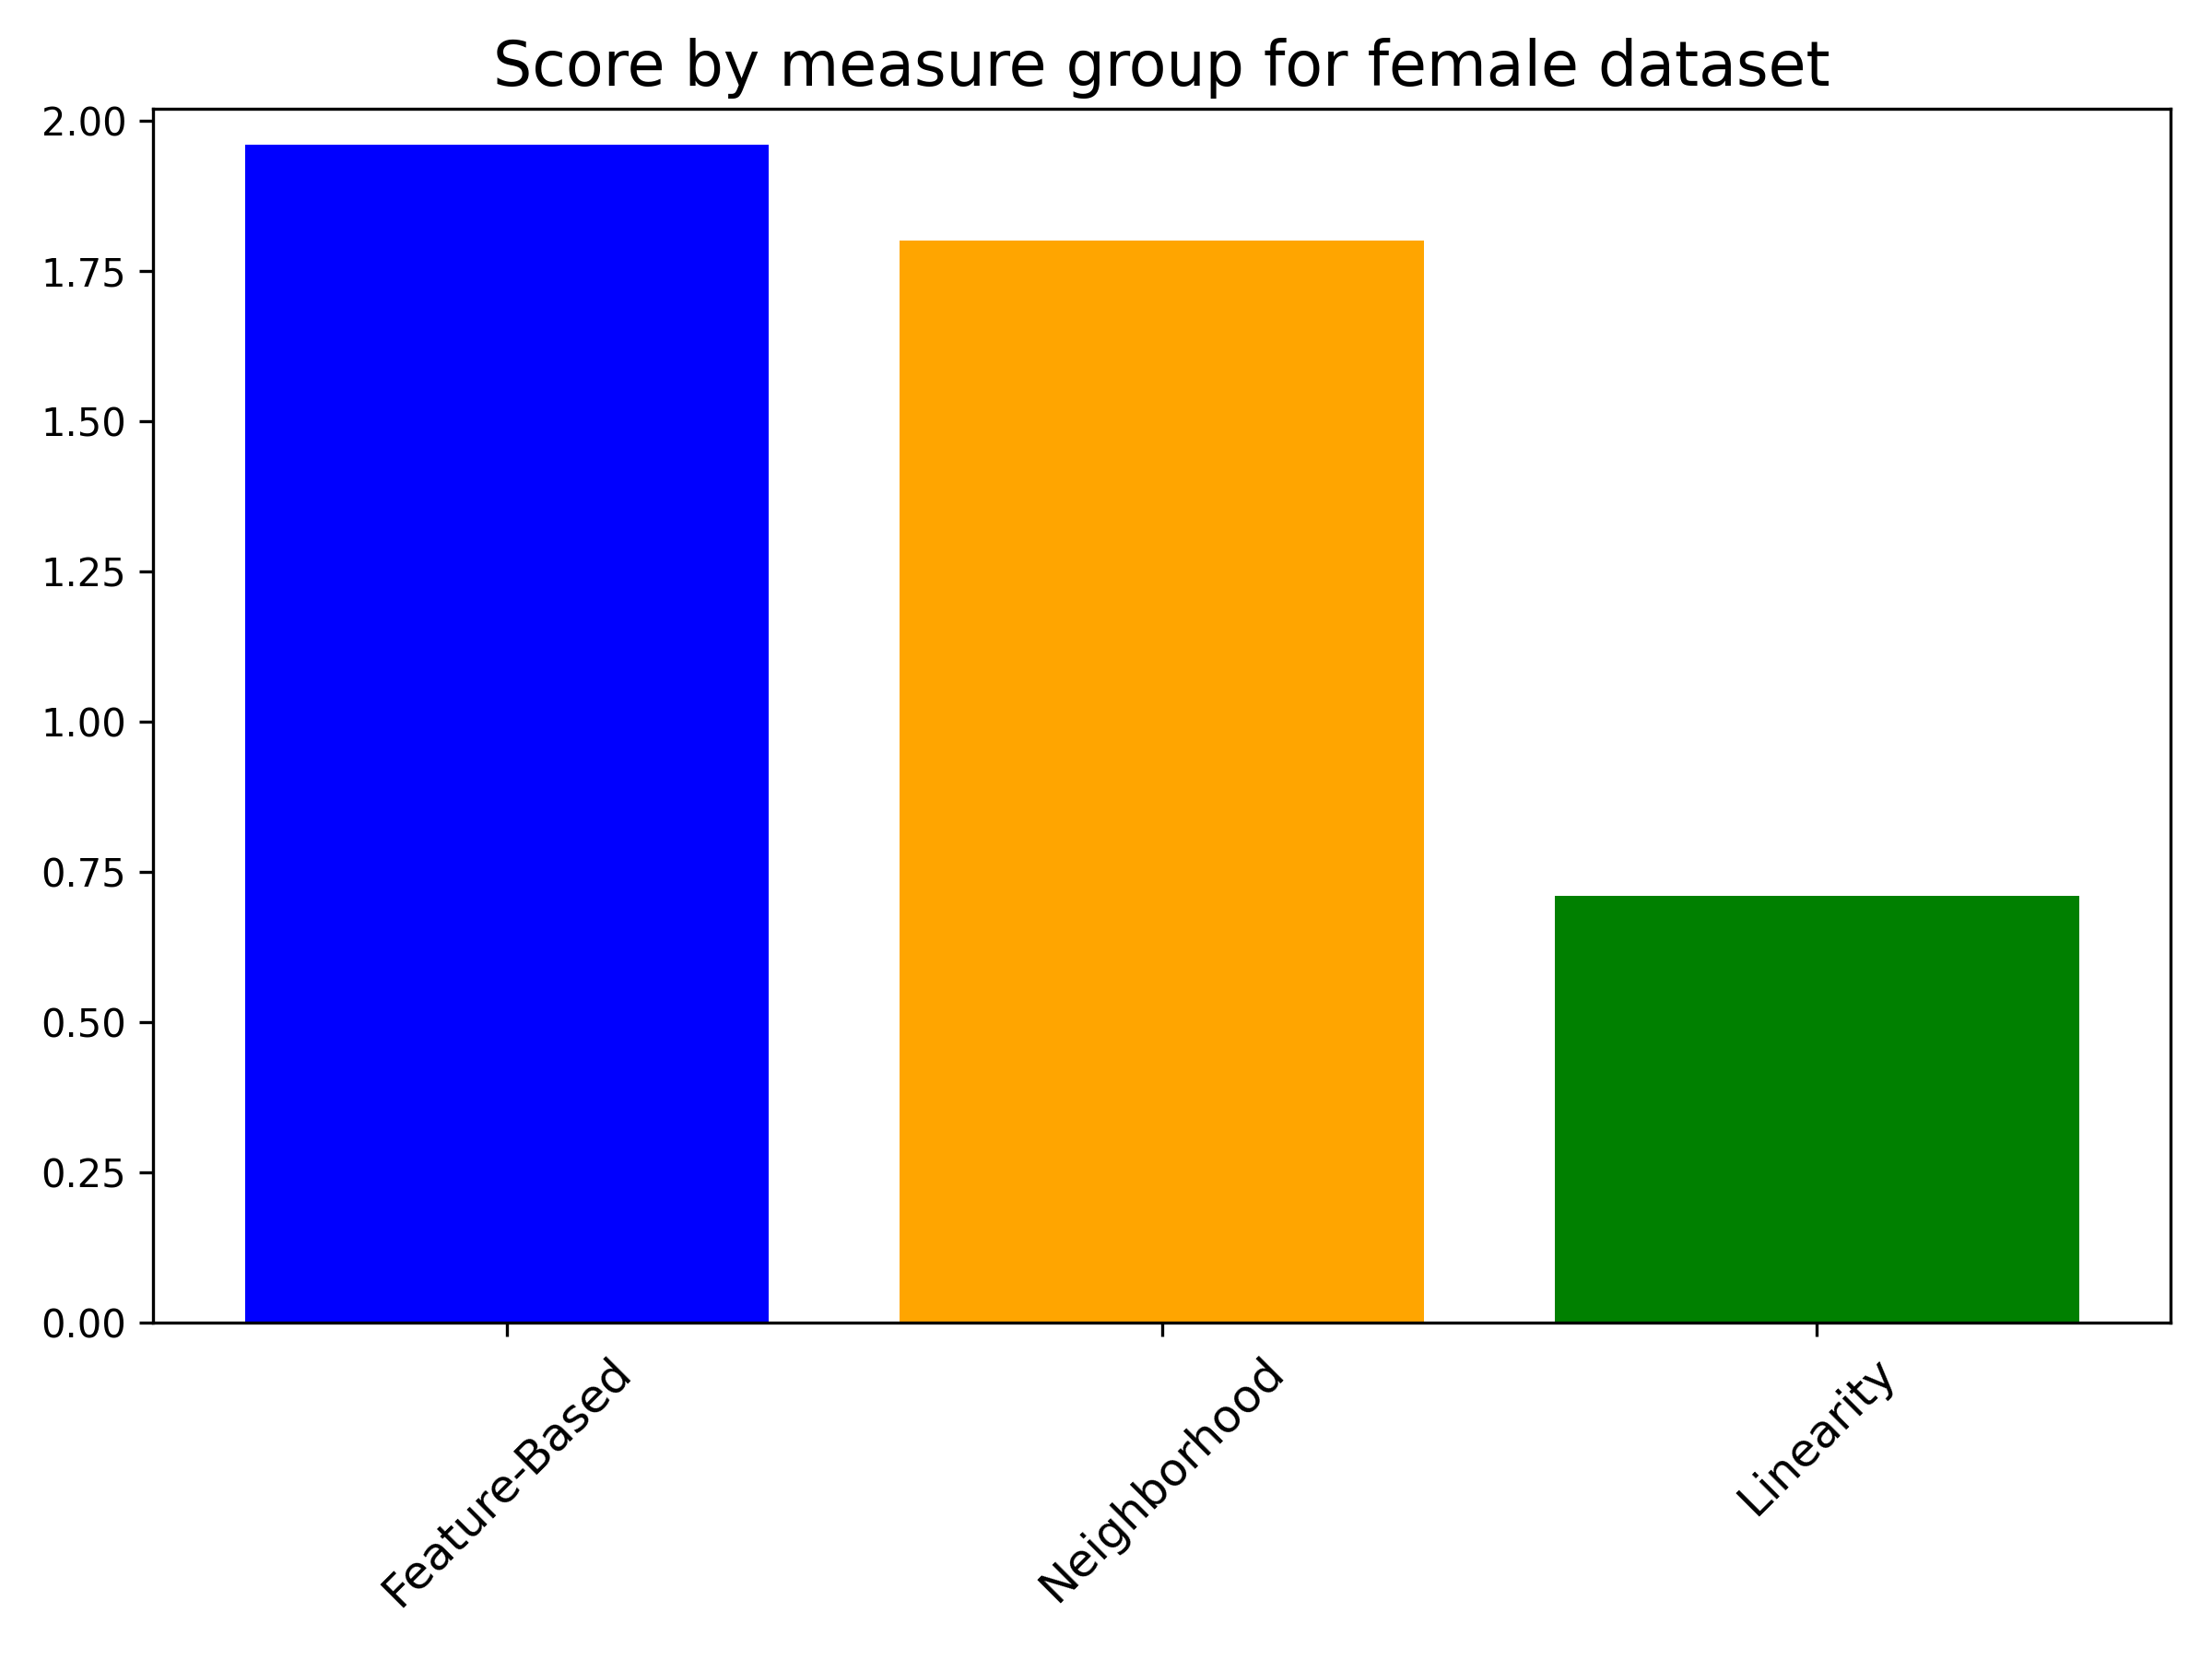 Score by measure group for female dataset
2.00
1.75
1.50
1.25
1.00
0.75
0.50
0.25
0.00
Feature-Based
Neighborhood
Linearity